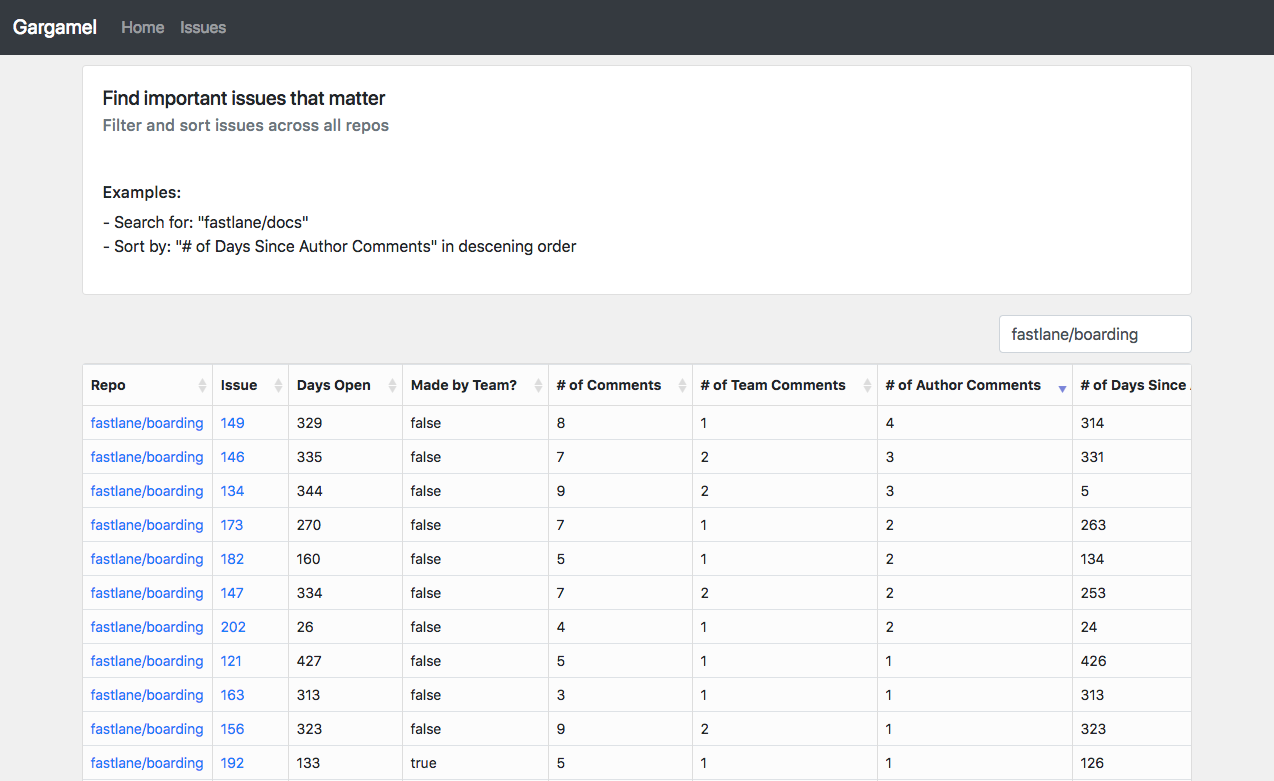 Gargamel Home Issues
Find important issues that matter
Filter and sort issues across all repos
Examples:
- Search for: "fastlane/docs"
- Sort by: "# of Days Since Author Comments" in descening order
fastlane/boarding
Repo Issue Days Open Made by Team? # of Comments # of Team Comments # of Author Comments # of Days Since
fastlane/boarding 149 329 false 8 1 4 314
fastlane/boarding 146 335 false 7 2 3 331
fastlane/boarding 134 344 false 9 2 3 5
fastlane/boarding 173 270 false 7 1 2 263
fastlane/boarding 182 160 false 5 1 2 134
fastlane/boarding 147 334 false 7 2 2 253
fastlane/boarding 202 26 false 4 1 2 24
fastlane/boarding 121 427 false 5 1 1 426
fastlane/boarding 163 313 false 3 1 1 313
fastlane/boarding 156 323 false 9 2 1 323
fastlane/boarding 192 133 true 5 1 1 126